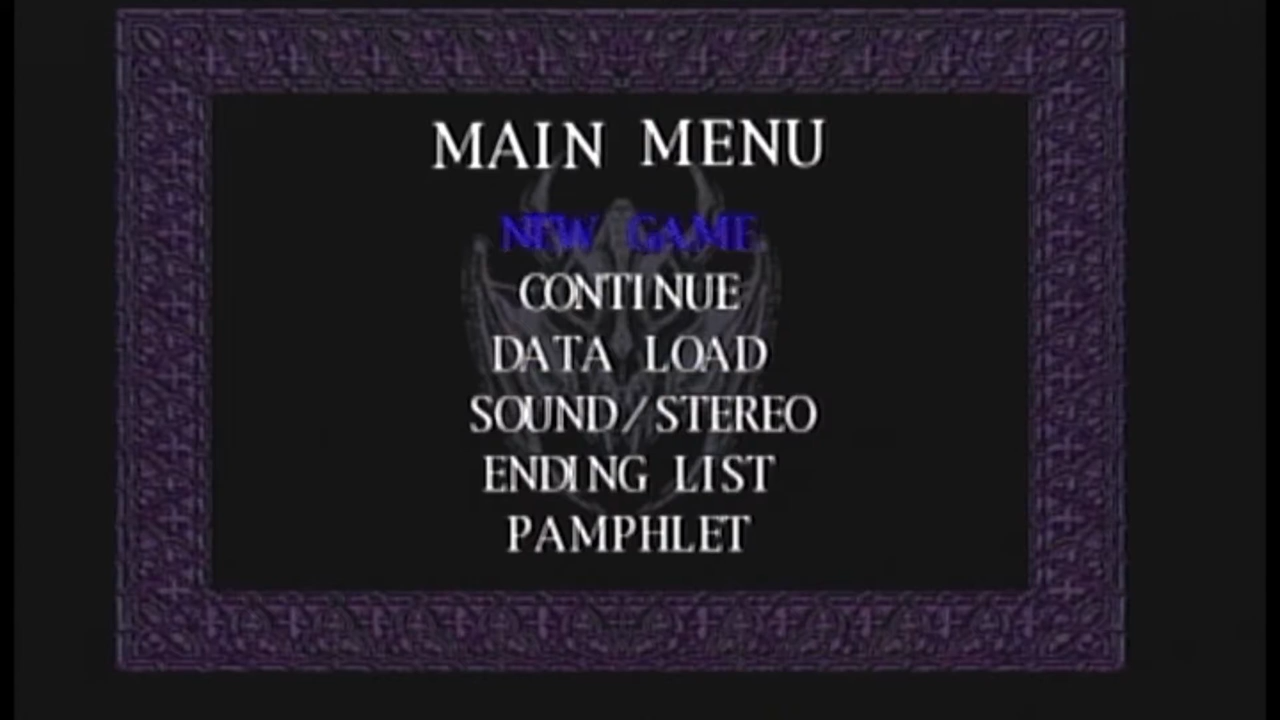 MAIN MENU
NEW GAME
CONTINUE
DATA LOAD
SOUND/STEREO
ENDING LIST
PAMPHLET